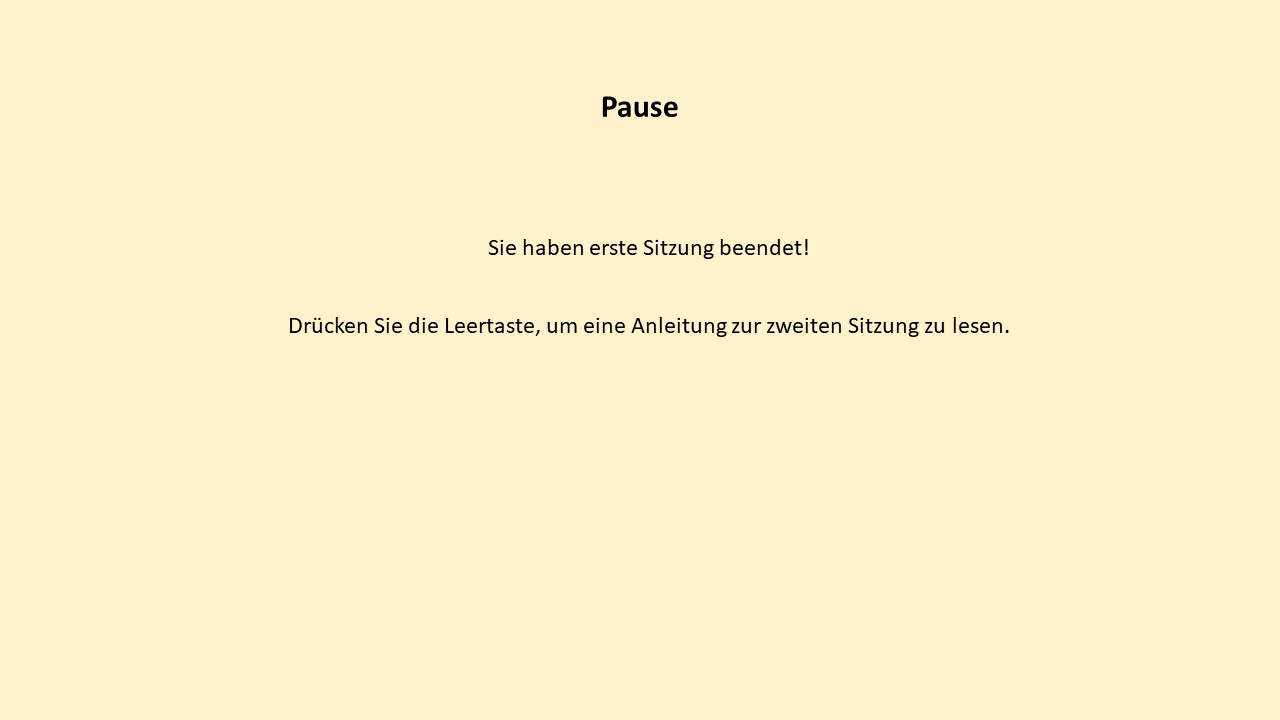 Pause
Sie haben erste Sitzung beendet!
Drücken Sie die Leertaste, um eine Anleitung zur zweiten Sitzung zu lesen.